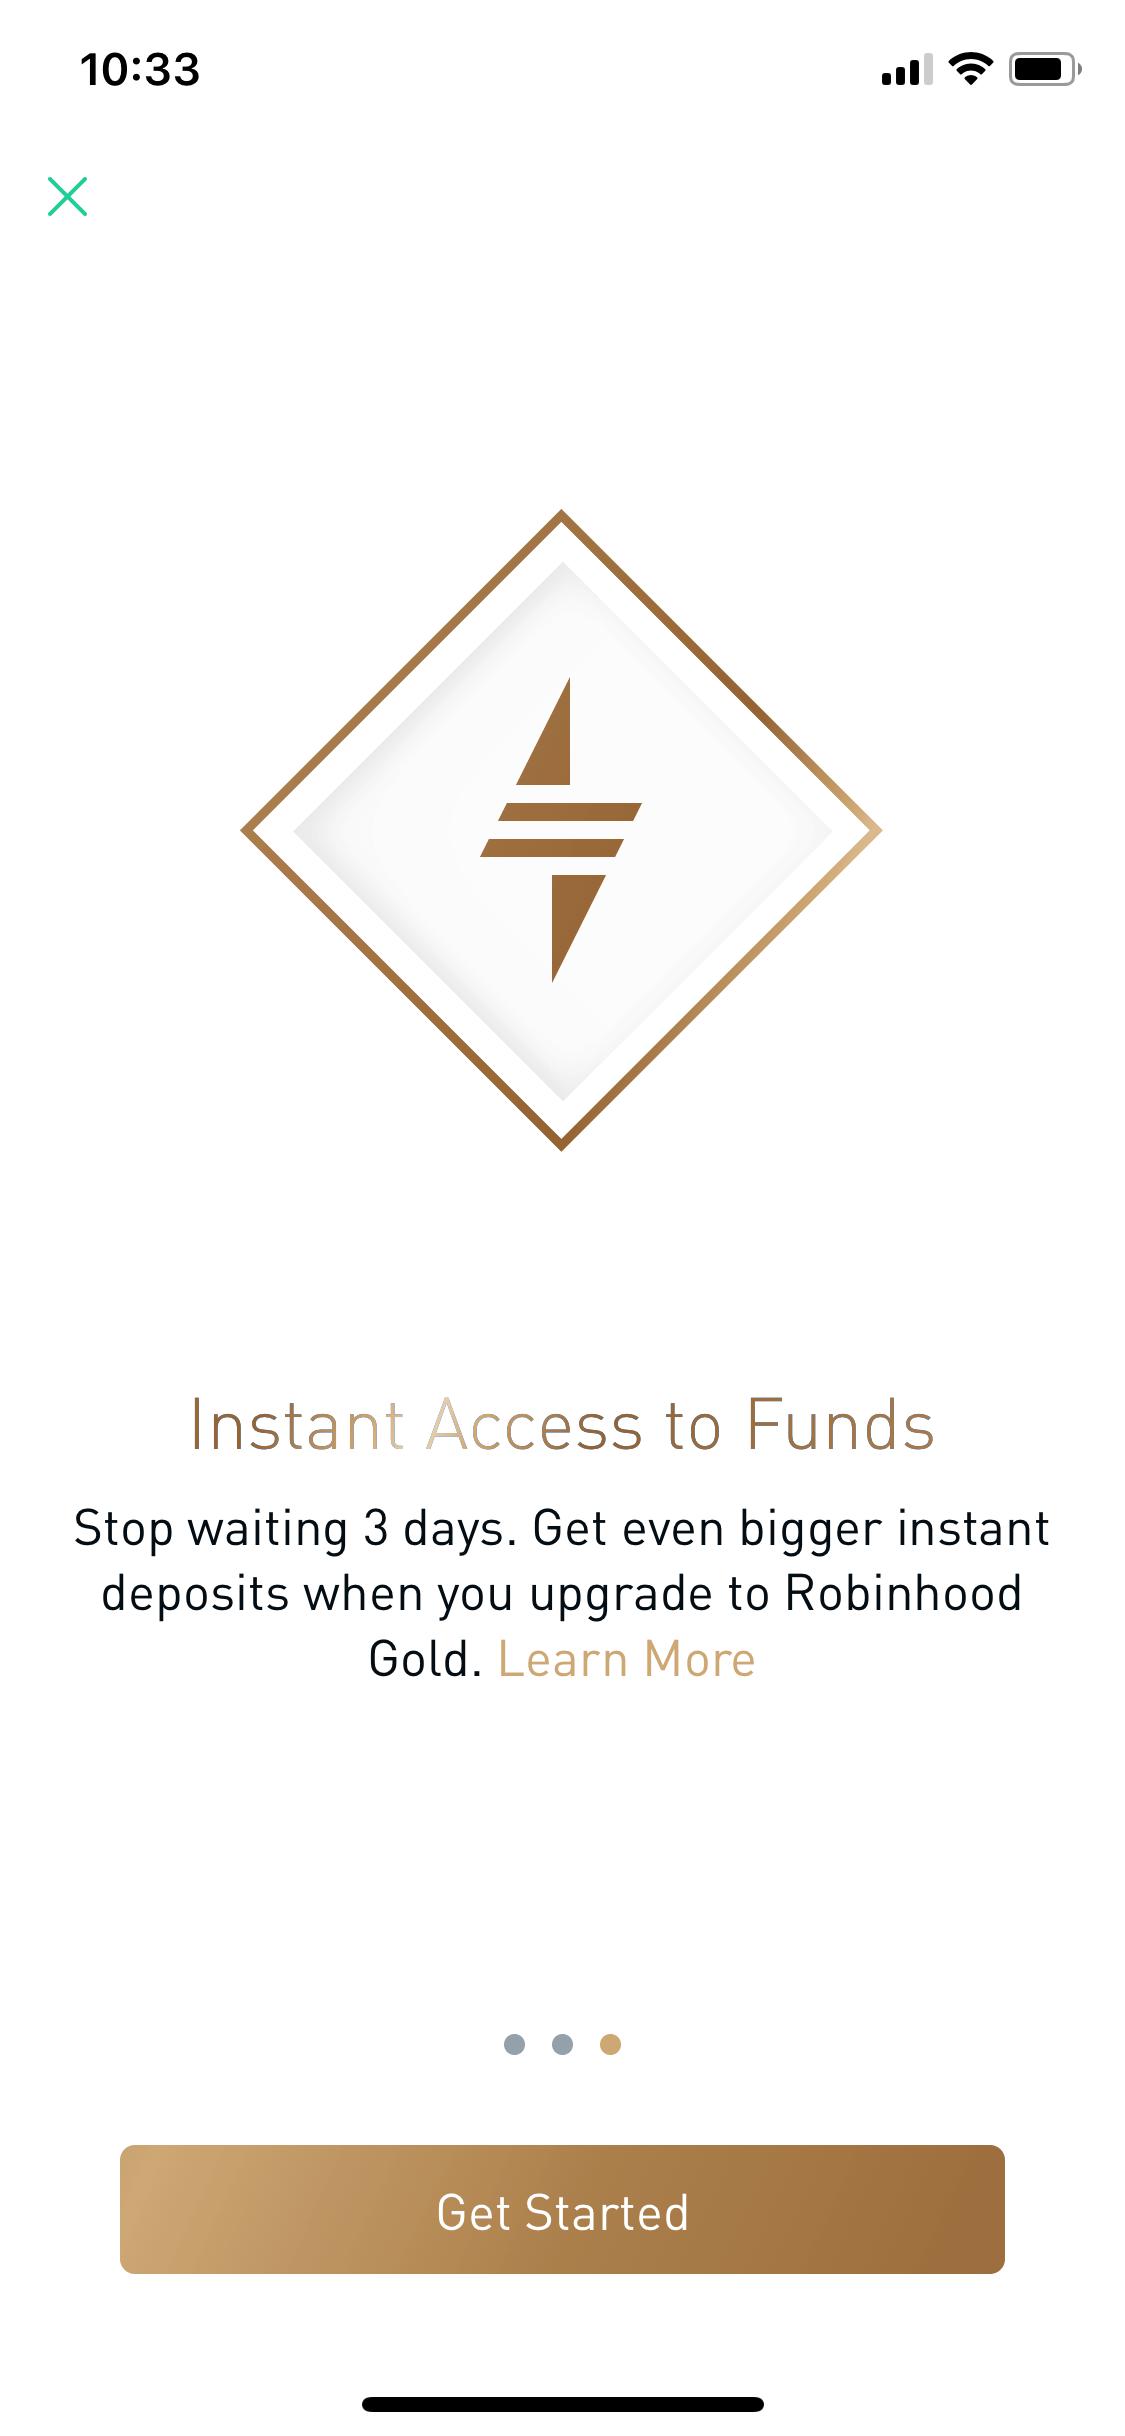 10:33
Instant Access to Funds
Stop waiting 3 days. Get even bigger instant
deposits when you upgrade to Robinhood
Gold. Learn More
Get Started